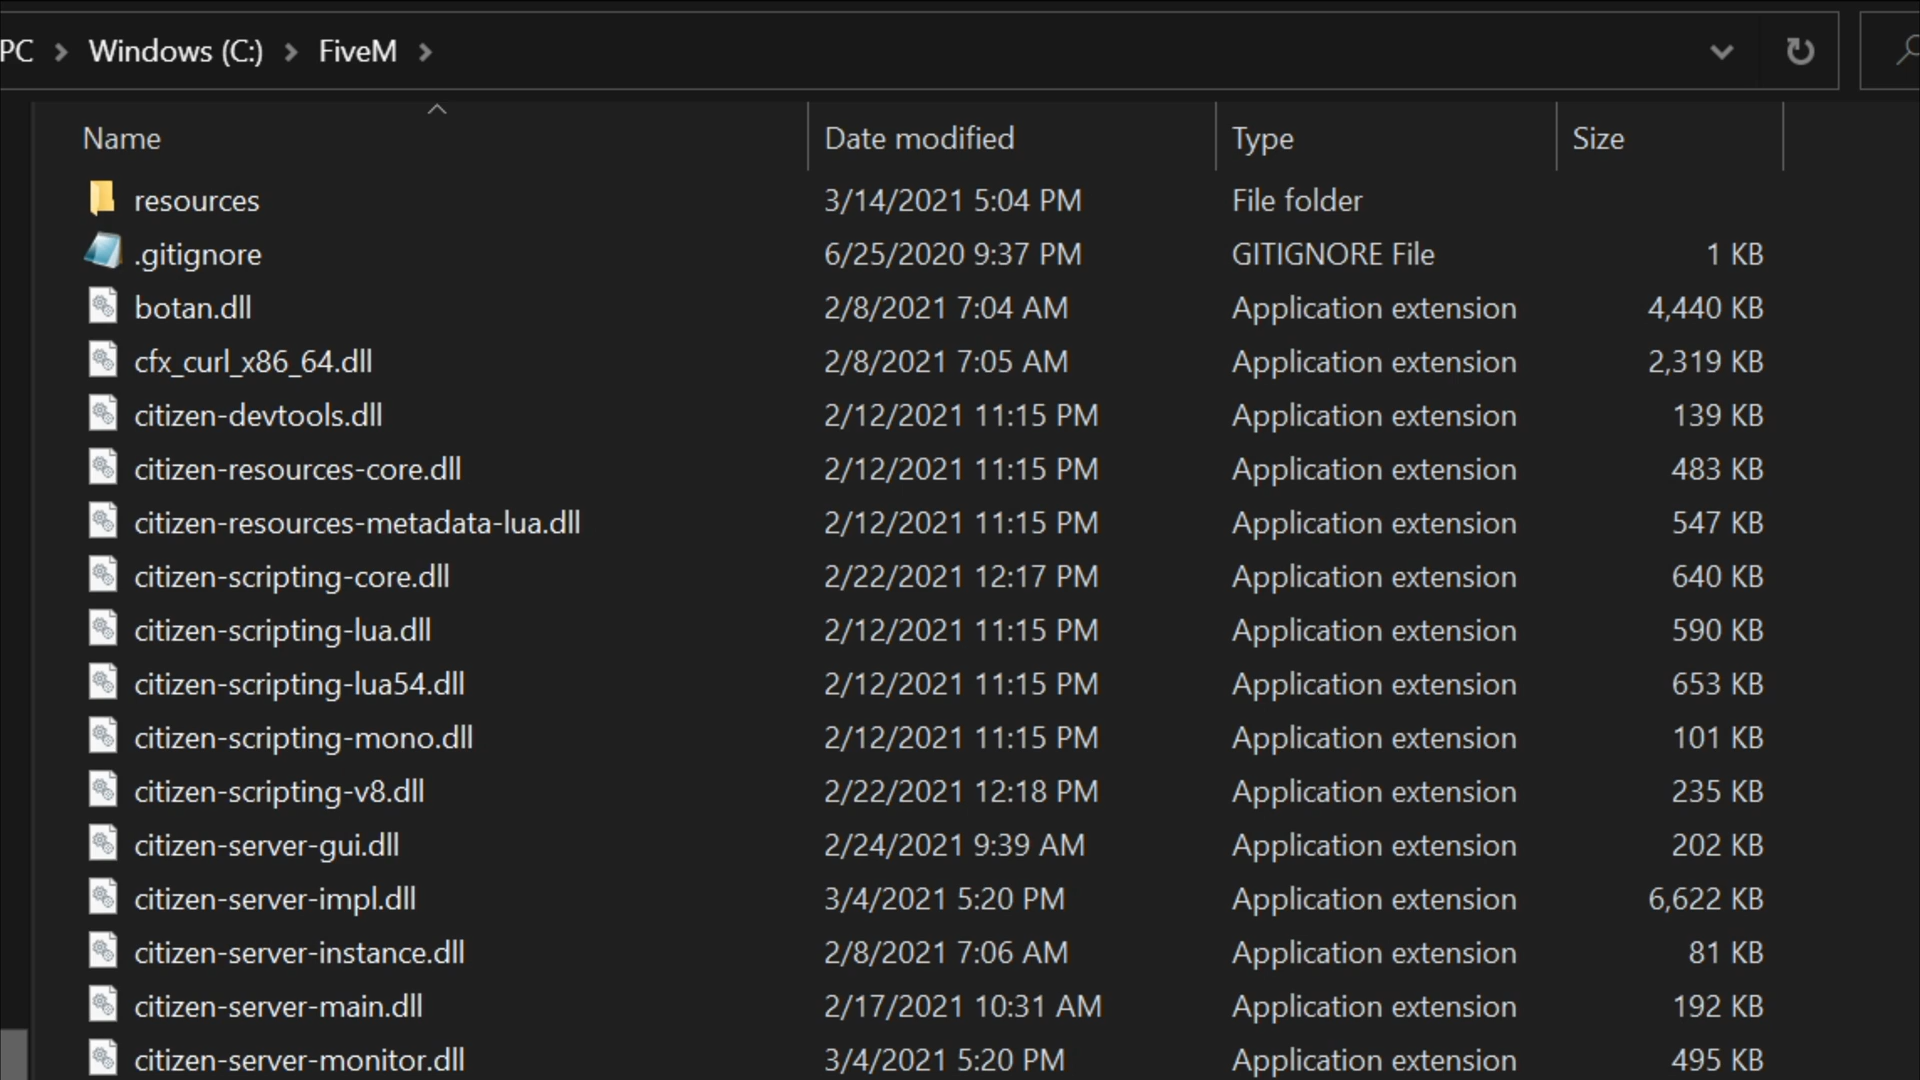 PC > Windows (C:) > FiveM >
Name Date modified Type Size
resources 3/14/2021 5:04 PM File folder
.gitignore 6/25/2020 9:37 PM GITIGNORE File 1 KB
botan.dll 2/8/2021 7:04 AM Application extension 4,440 KB
cfx_curl_x86_64.dll 2/8/2021 7:05 AM Application extension 2,319 KB
citizen-devtools.dll 2/12/2021 11:15 PM Application extension 139 KB
citizen-resources-core.dll 2/12/2021 11:15 PM Application extension 483 KB
citizen-resources-metadata-lua.dll 2/12/2021 11:15 PM Application extension 547 KB
citizen-scripting-core.dll 2/22/2021 12:17 PM Application extension 640 KB
citizen-scripting-lua.dll 2/12/2021 11:15 PM Application extension 590 KB
citizen-scripting-lua54.dll 2/12/2021 11:15 PM Application extension 653 KB
citizen-scripting-mono.dll 2/12/2021 11:15 PM Application extension 101 KB
citizen-scripting-v8.dll 2/22/2021 12:18 PM Application extension 235 KB
citizen-server-gui.dll 2/24/2021 9:39 AM Application extension 202 KB
citizen-server-impl.dll 3/4/2021 5:20 PM Application extension 6,622 KB
citizen-server-instance.dll 2/8/2021 7:06 AM Application extension 81 KB
citizen-server-main.dll 2/17/2021 10:31 AM Application extension 192 KB
citizen-server-monitor.dll 3/4/2021 5:20 PM Application extension 495 KB